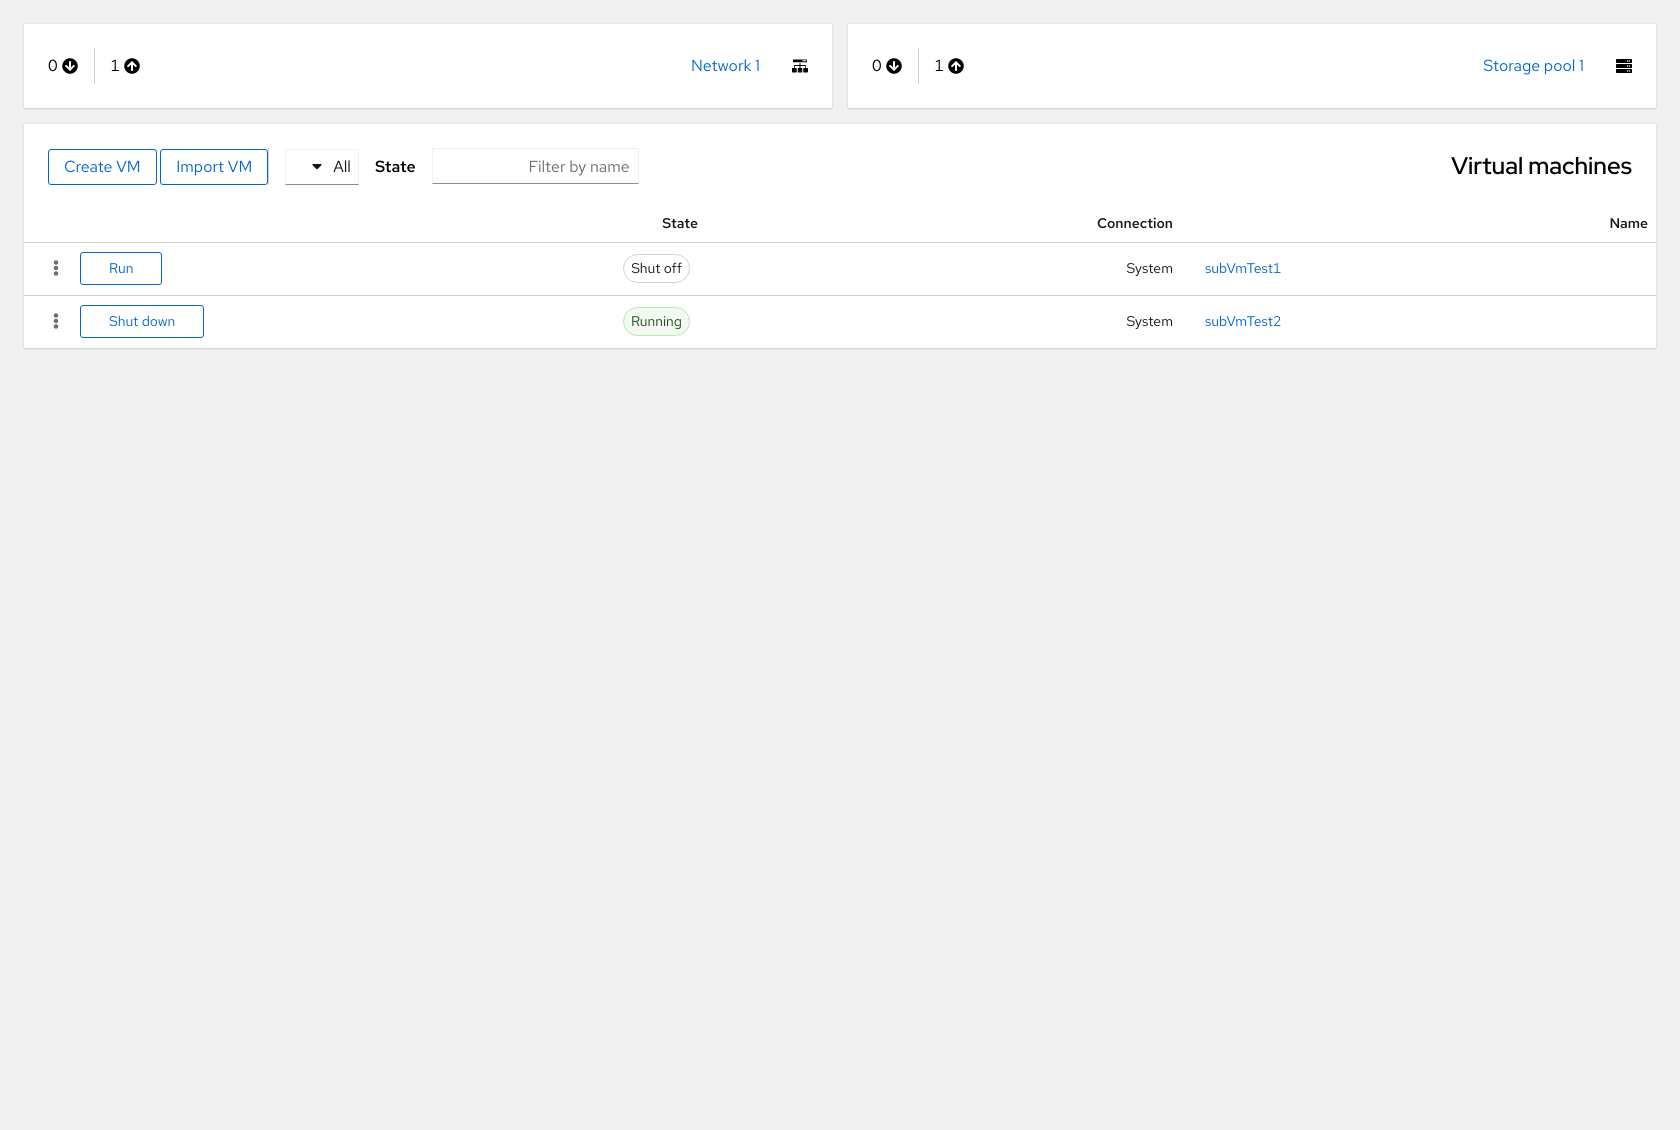 0 1 Network 1
0 1 Storage pool 1
Create VM Import VM All State Filter by name Virtual machines
State Connection Name
Run Shut off System subVmTest1
Shut down Running System subVmTest2